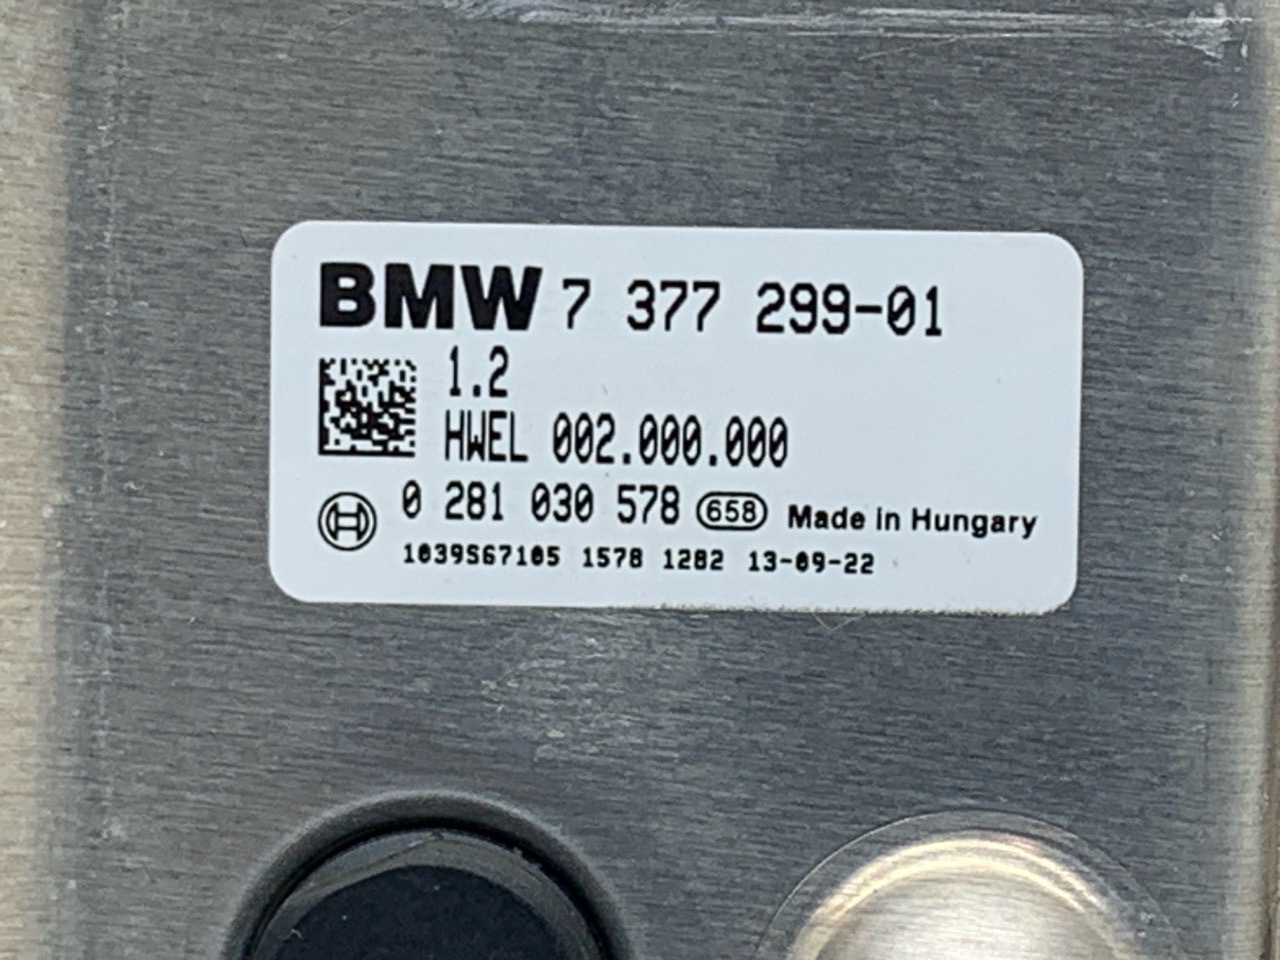 BMW 7 377 299-01
1.2
HWEL 002.000.000
0 281 030 578 658 Made in Hungary
1039S67105 1578 1282 13-09-22